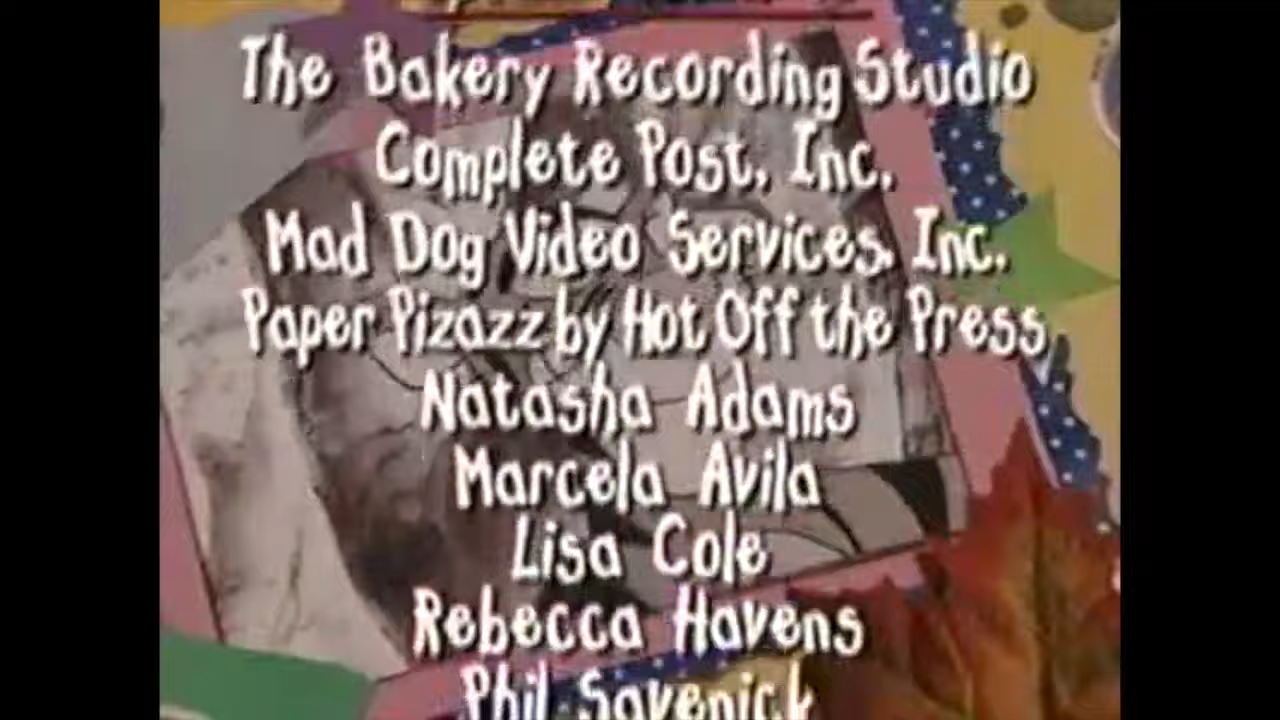 The Bakery Recording Studio
Complete Post, Inc.
Mad Dog Video Services, Inc.
Paper Pizazz by Hot Off the Press
Natasha Adams
Marcela Avila
Lisa Cole
Rebecca Havens
Phil Savenick